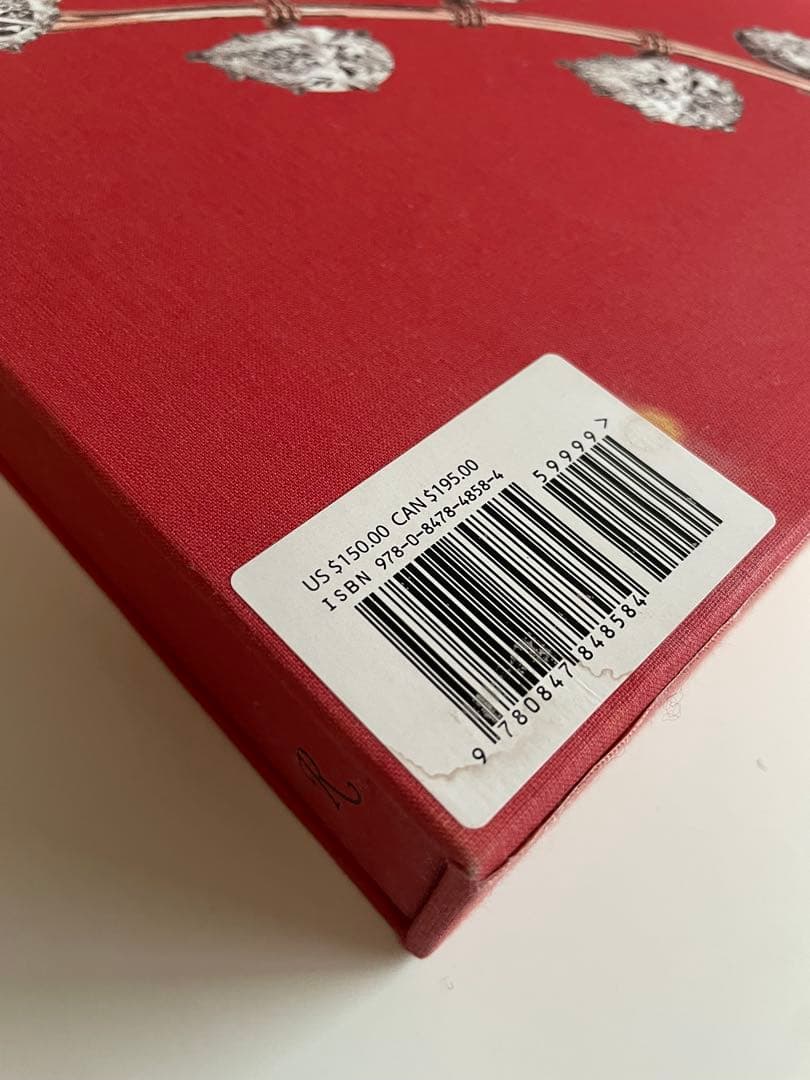 US $150.00 CAN $195.00
ISBN 978-0-8478-4858-4
59999>
9 780847 848584
R